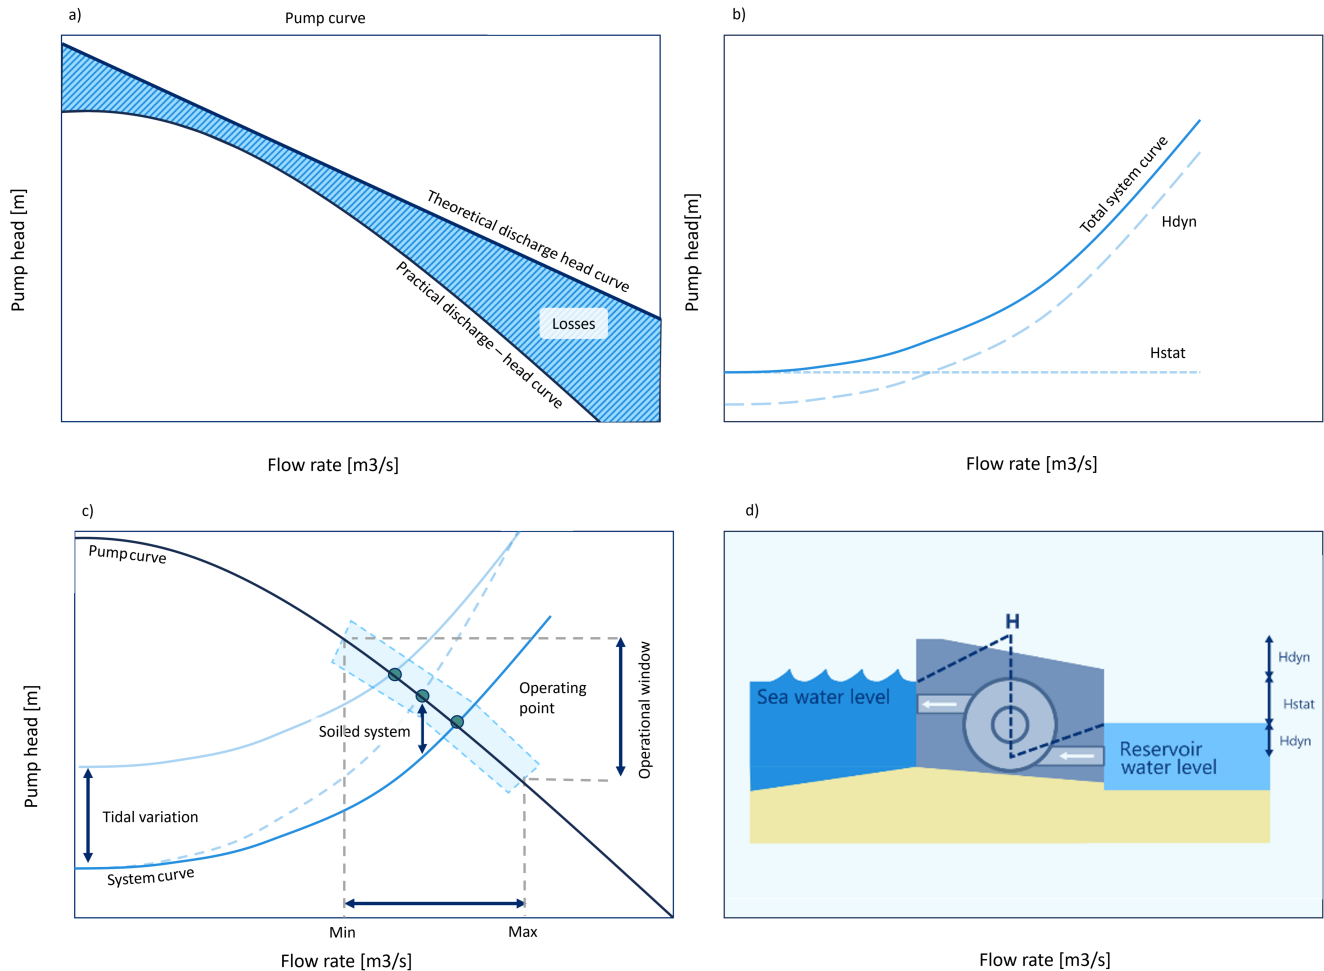 a)
Pump curve
Pump head [m]
Theoretical discharge head curve
Practical discharge – head curve
Losses
Flow rate [m3/s]
b)
Pump head[m]
Total system curve
Hdyn
Hstat
Flow rate [m3/s]
c)
Pump curve
Pump head [m]
Operating
point
Operational window
Soiled system
Tidal variation
System curve
Min
Max
Flow rate [m3/s]
d)
H
Hdyn
Sea water level
Hstat
Hdyn
Reservoir
water level
Flow rate [m3/s]